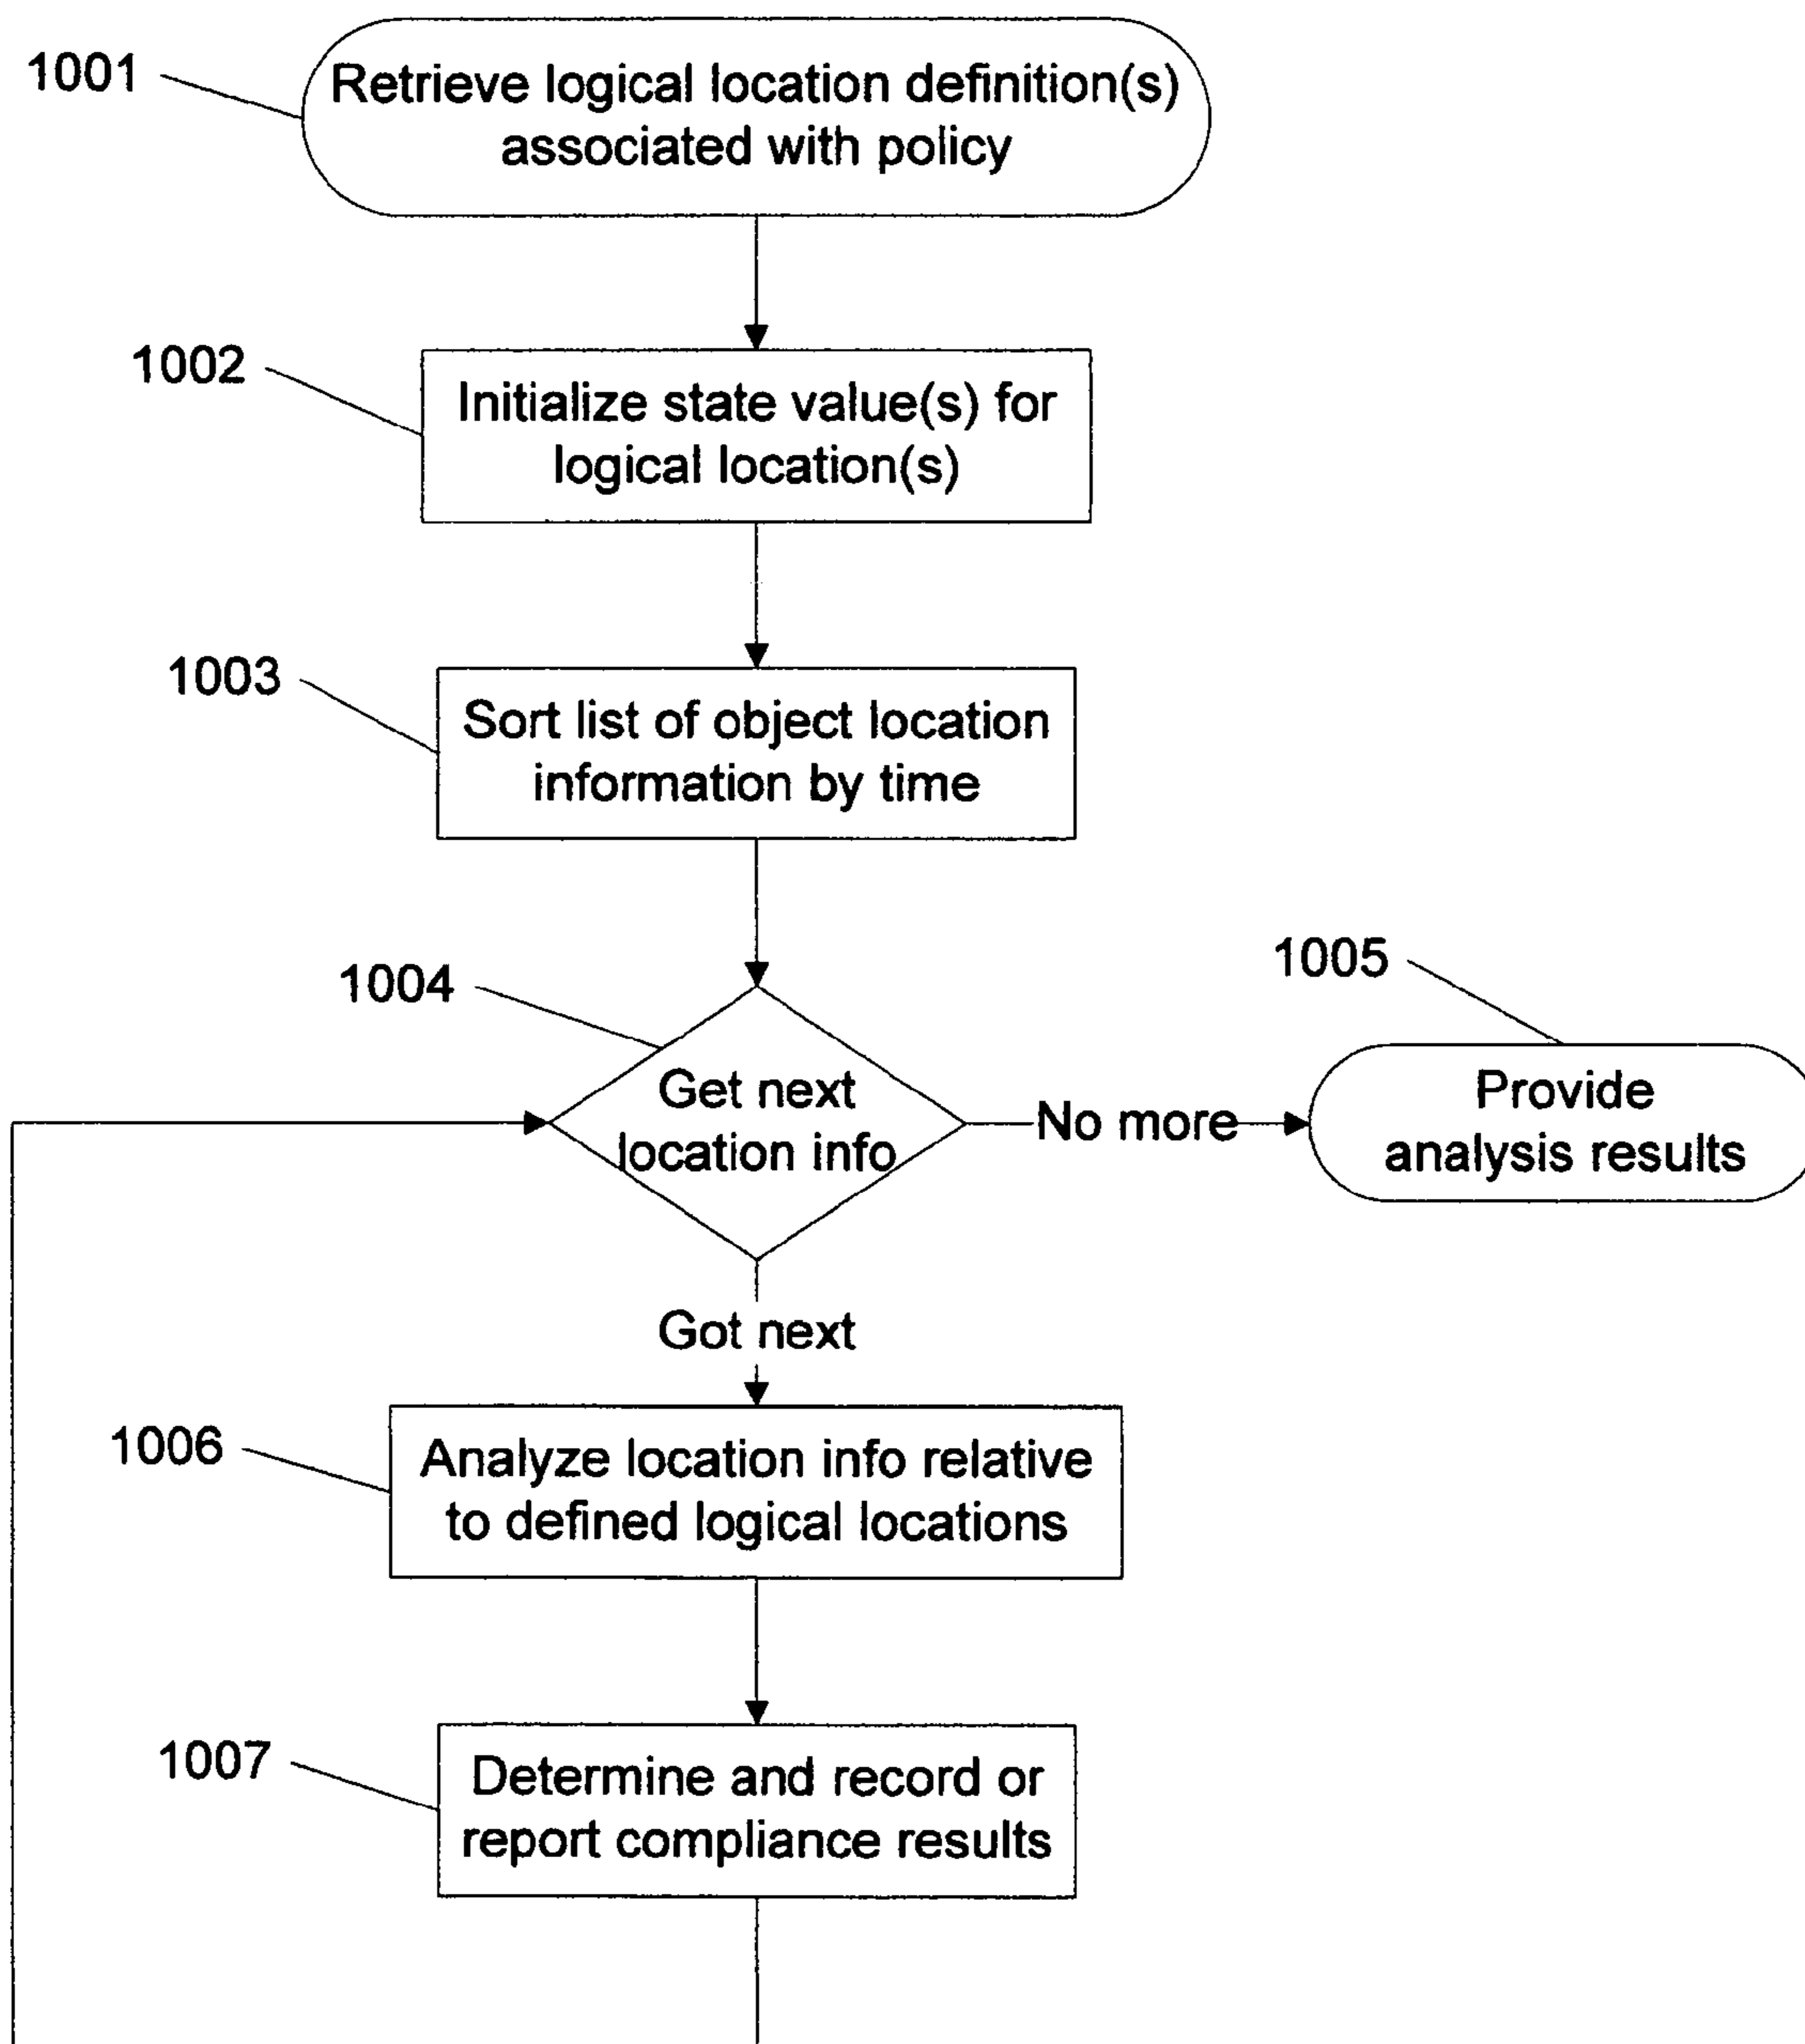 1001
Retrieve logical location definition(s)
associated with policy
1002
Initialize state value(s) for
logical location(s)
1003
Sort list of object location
information by time
1004
Get next
location info
No more
1005
Provide
analysis results
Got next
1006
Analyze location info relative
to defined logical locations
1007
Determine and record or
report compliance results